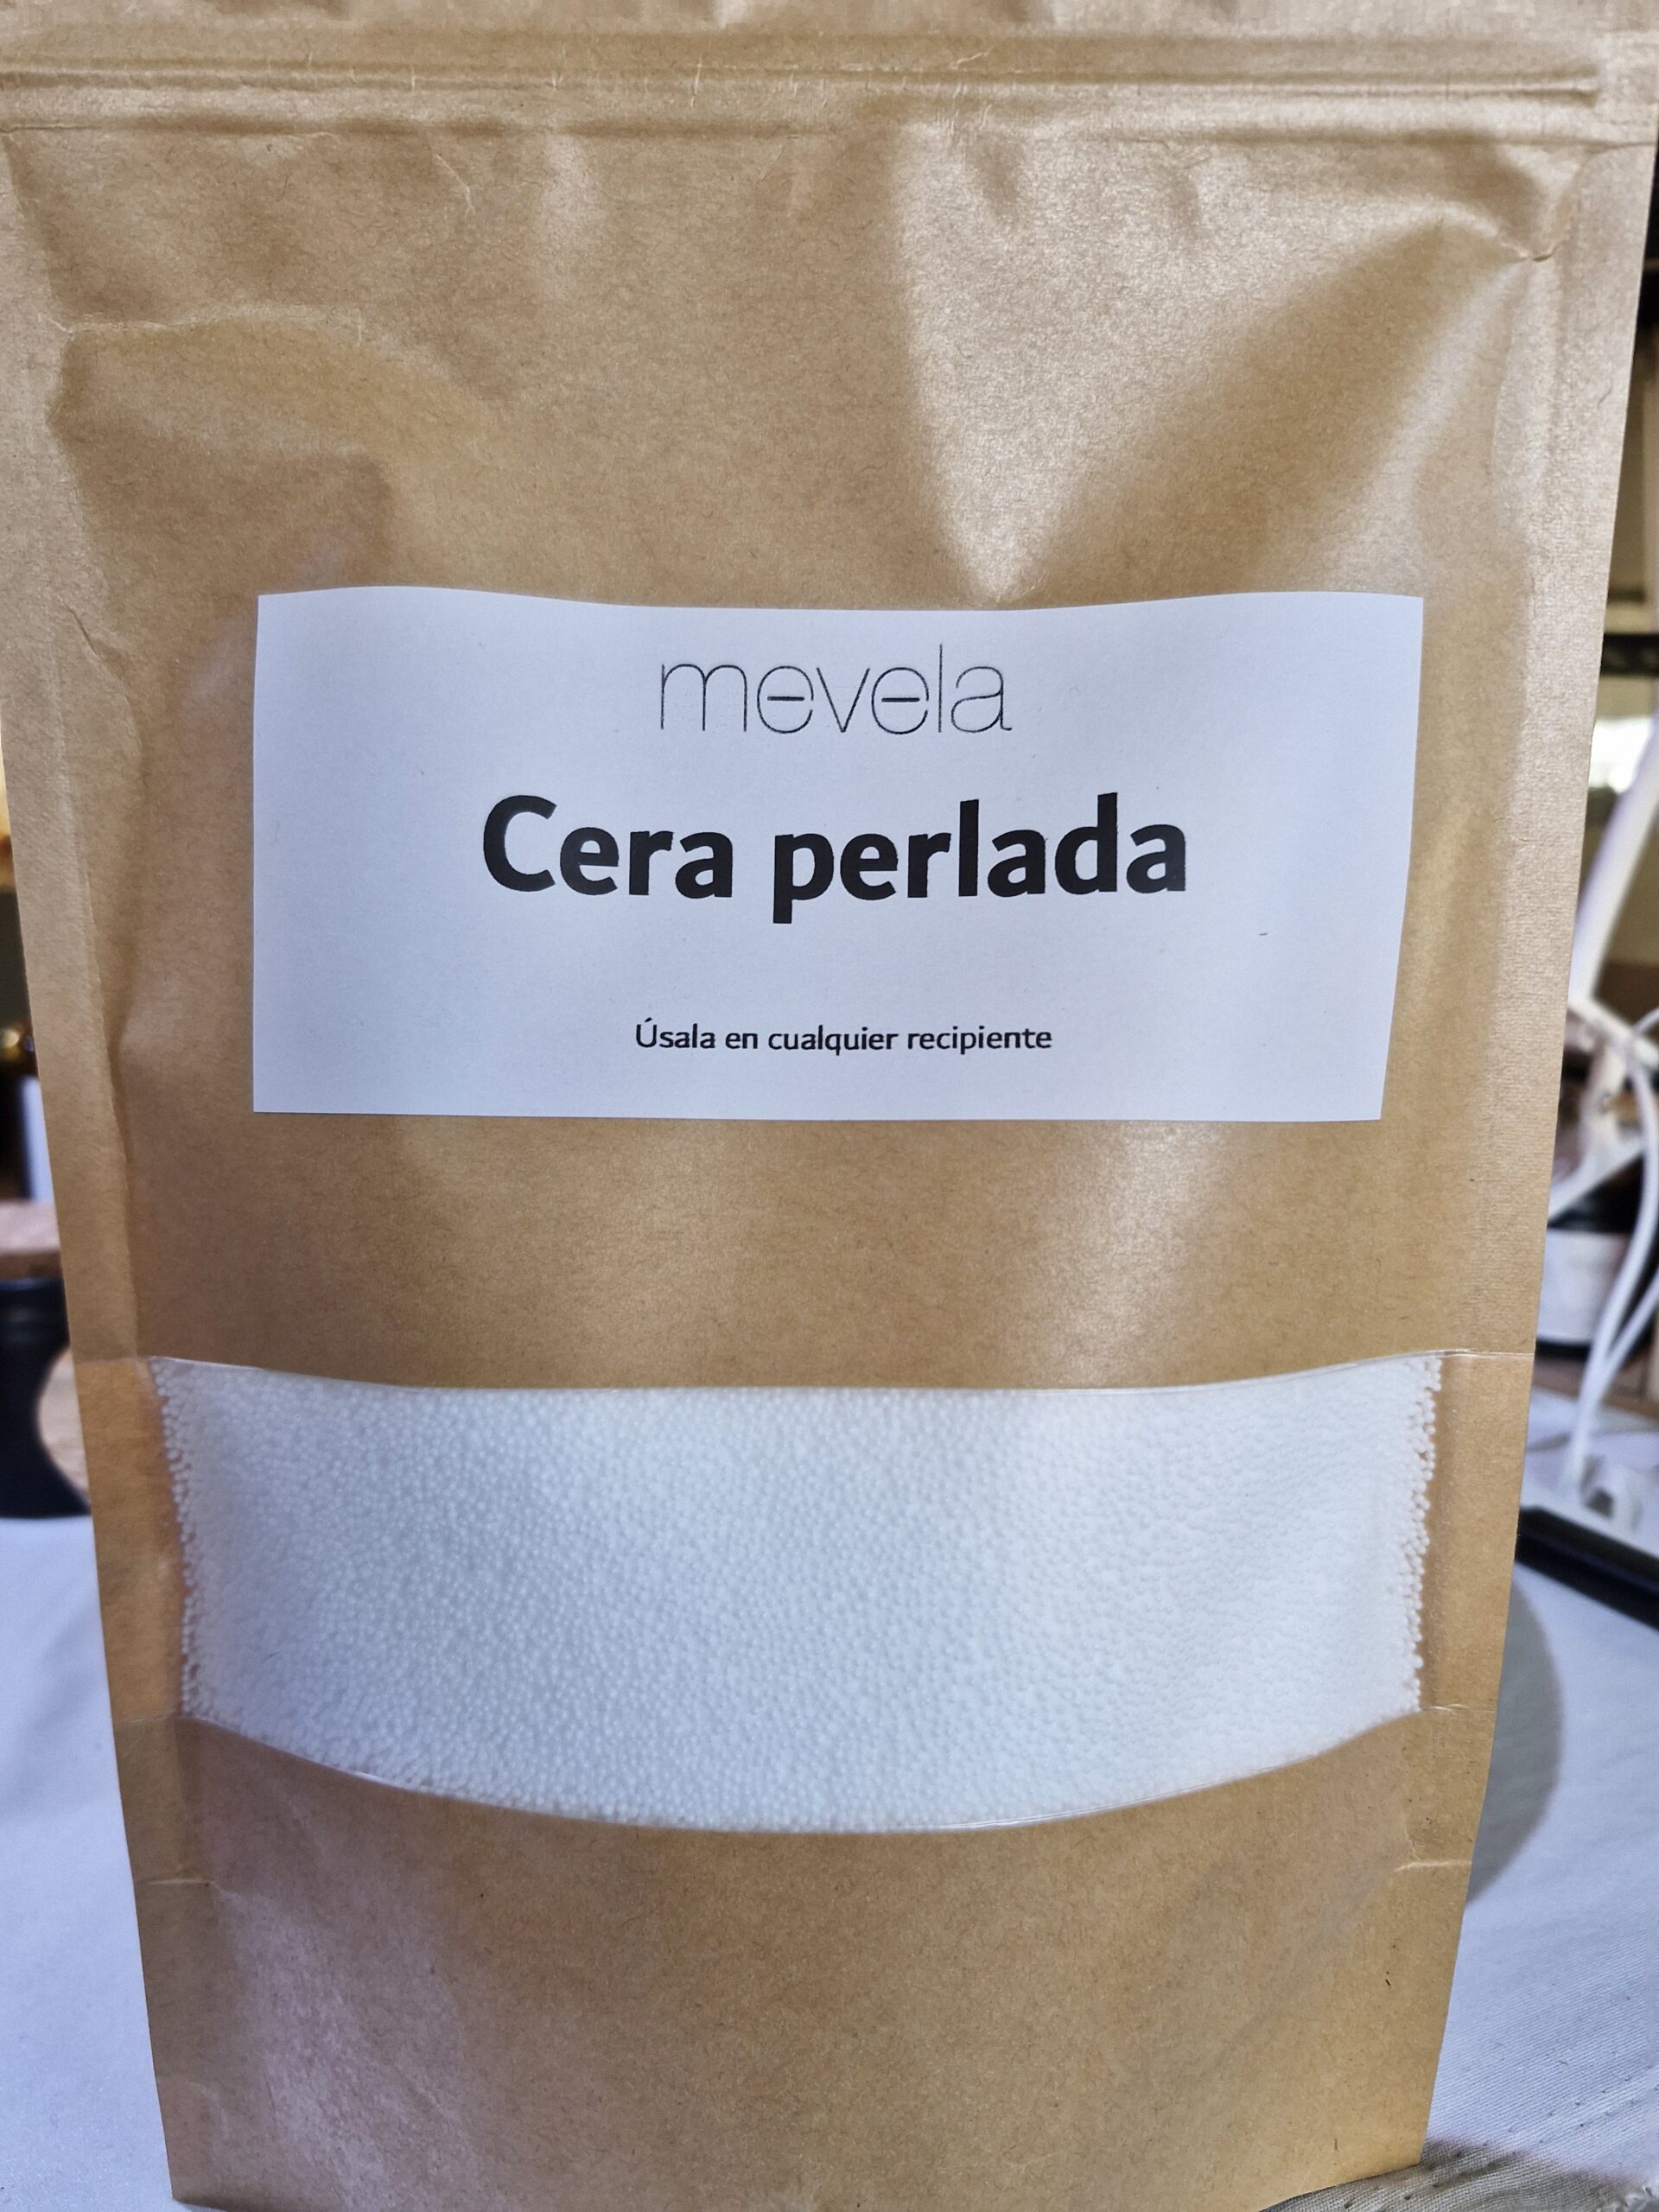 mevela
Cera perlada
Úsala en cualquier recipiente